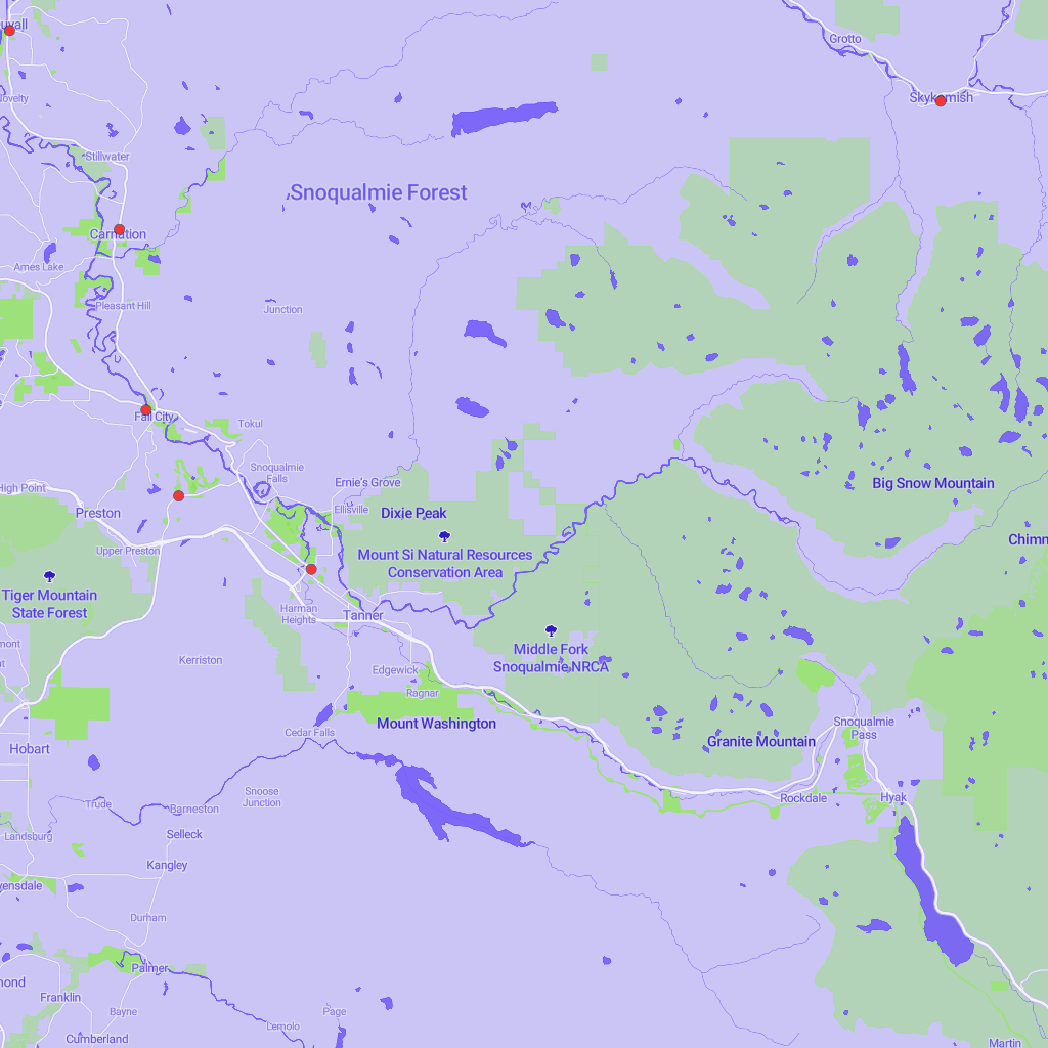 Grotto
Skykomish
Novelty
Stillwater
Snoqualmie Forest
Carnation
Ames Lake
Pleasant Hill
Junction
Fall City
Tokul
Snoqualmie
Falls
Ernie's Grove
High Point
Preston
Ellisville
Dixie Peak
Big Snow Mountain
Upper Preston
Mount Si Natural Resources
Conservation Area
Tiger Mountain
State Forest
Harman
Heights
Tanner
Middle Fork
Snoqualmie NRCA
Kerriston
Edgewick
Ragnar
Mount Washington
Cedar Falls
Granite Mountain
Snoqualmie
Pass
Hobart
Snoose
Junction
Rockdale
Hyak
Trude
Barneston
Landsburg
Selleck
Kangley
Durham
Palmer
Franklin
Bayne
Page
Lemolo
Cumberland
Martin